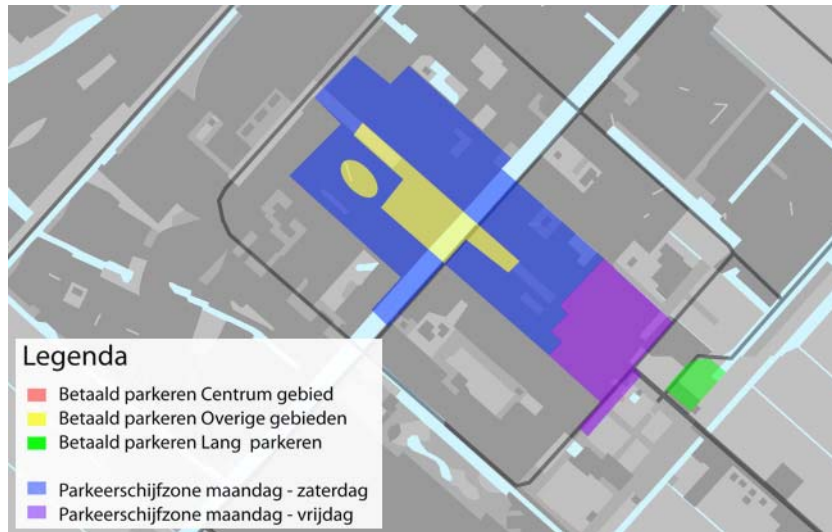 Legenda
Betaald parkeren Centrum gebied
Betaald parkeren Overige gebieden
Betaald parkeren Lang parkeren
Parkeerschijfzone maandag - zaterdag
Parkeerschijfzone maandag - vrijdag